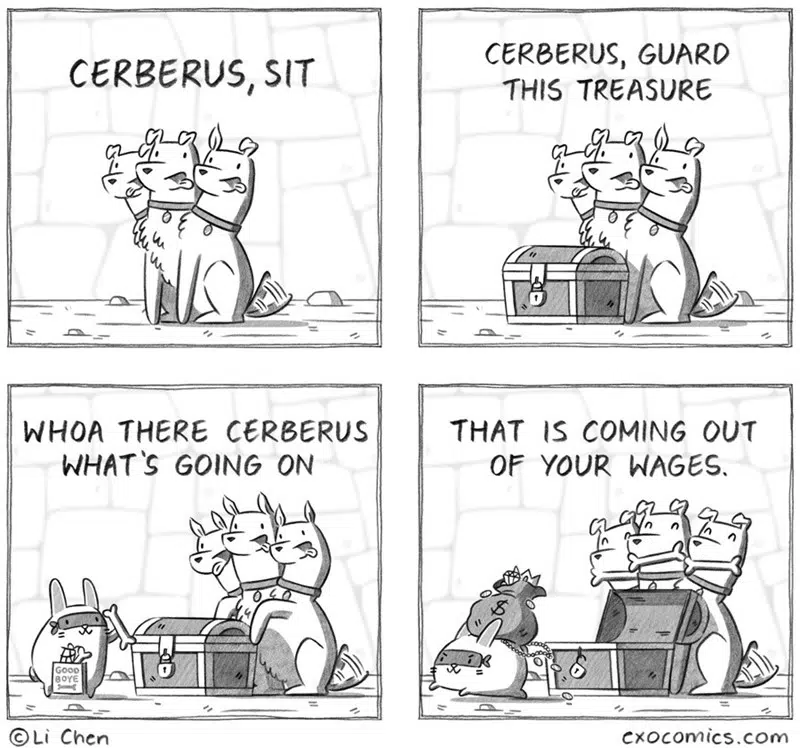 CERBERUS, SIT
CERBERUS, GUARD
THIS TREASURE
WHOA THERE CERBERUS
WHAT'S GOING ON
GOOD
BOYE
THAT IS COMING OUT
OF YOUR WAGES.
$
© Li Chen
exocomics.com